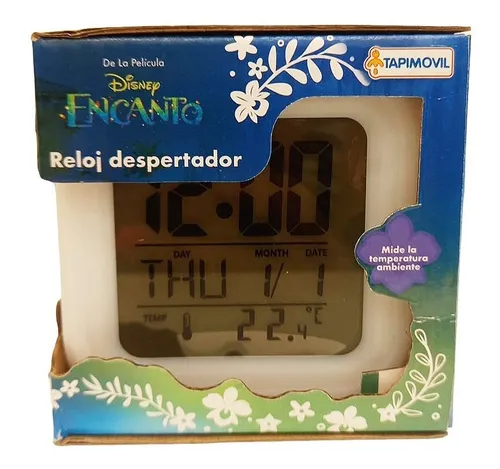 De La Película
Disney
ENCANTO
TAPIMOVIL
Reloj despertador
12:00
DAY MONTH DATE
THU 1/ 1
TEMP 22.4°C
Mide la
temperatura
ambiente